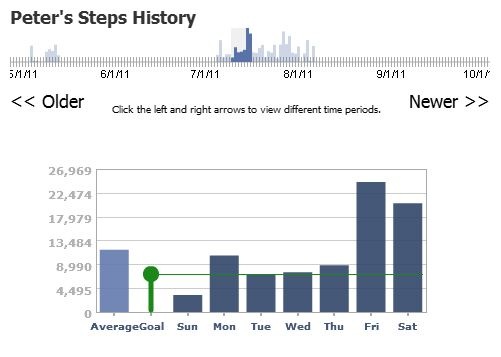 Peter's Steps History
5/1/11 6/1/11 7/1/11 8/1/11 9/1/11 10/1/
<< Older Click the left and right arrows to view different time periods. Newer >>
26,969
22,474
17,979
13,484
8,990
4,495
0
Average Goal Sun Mon Tue Wed Thu Fri Sat